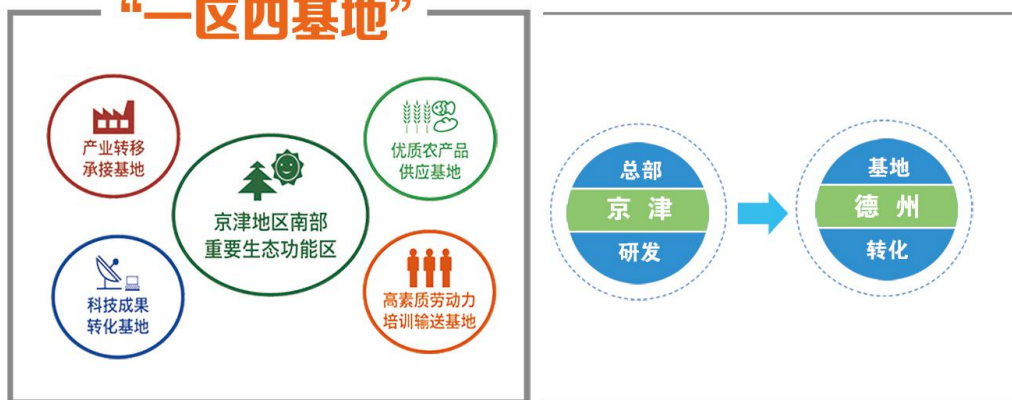 “一区四基地”
产业转移
承接基地
优质农产品
供应基地
京津地区南部
重要生态功能区
科技成果
转化基地
高素质劳动力
培训输送基地
总部
京津
研发
基地
德州
转化